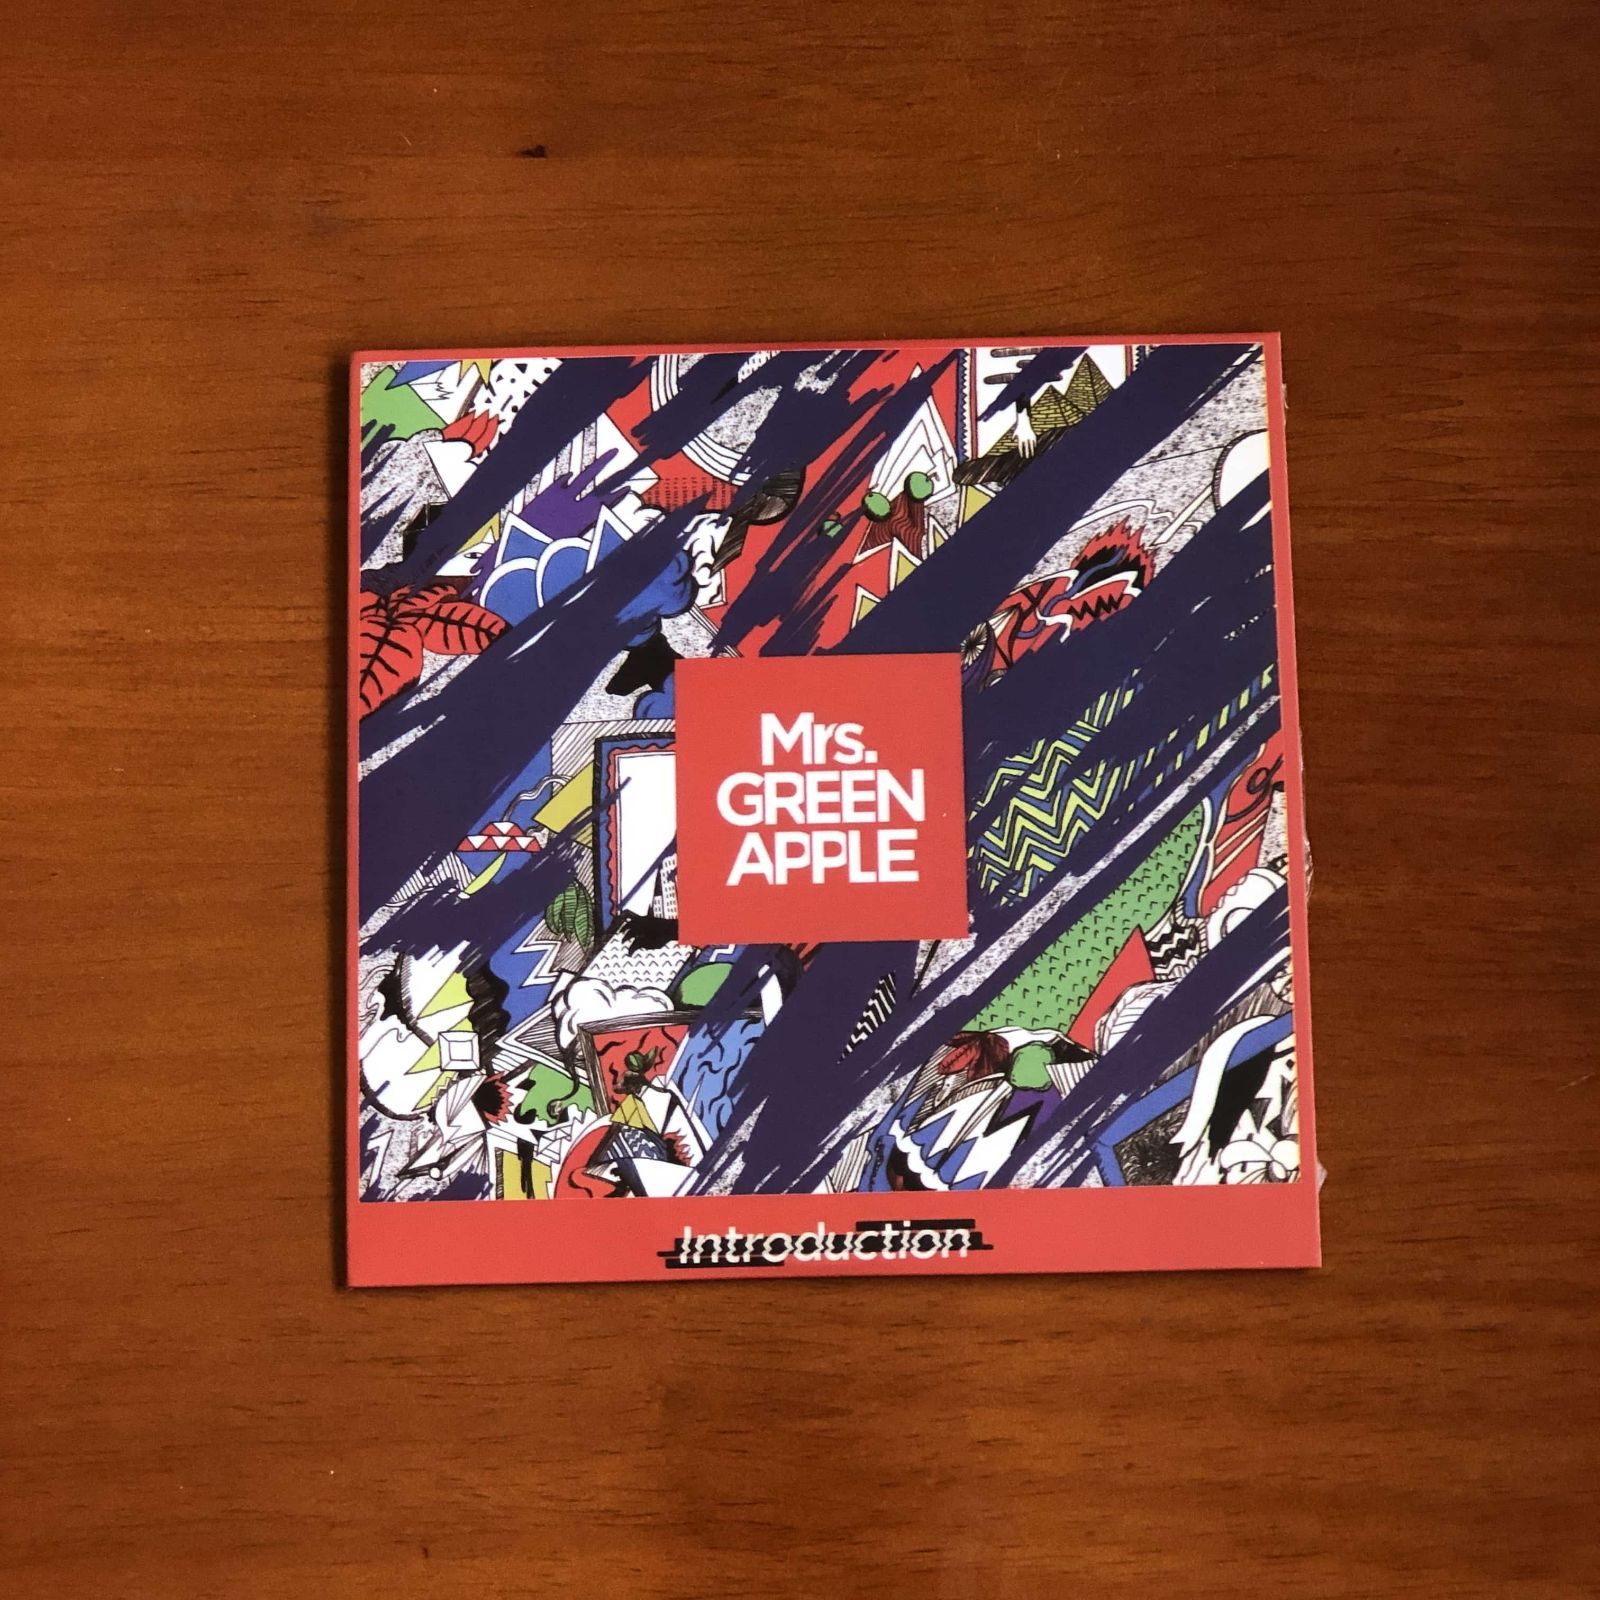 Mrs.
GREEN
APPLE
Introduction